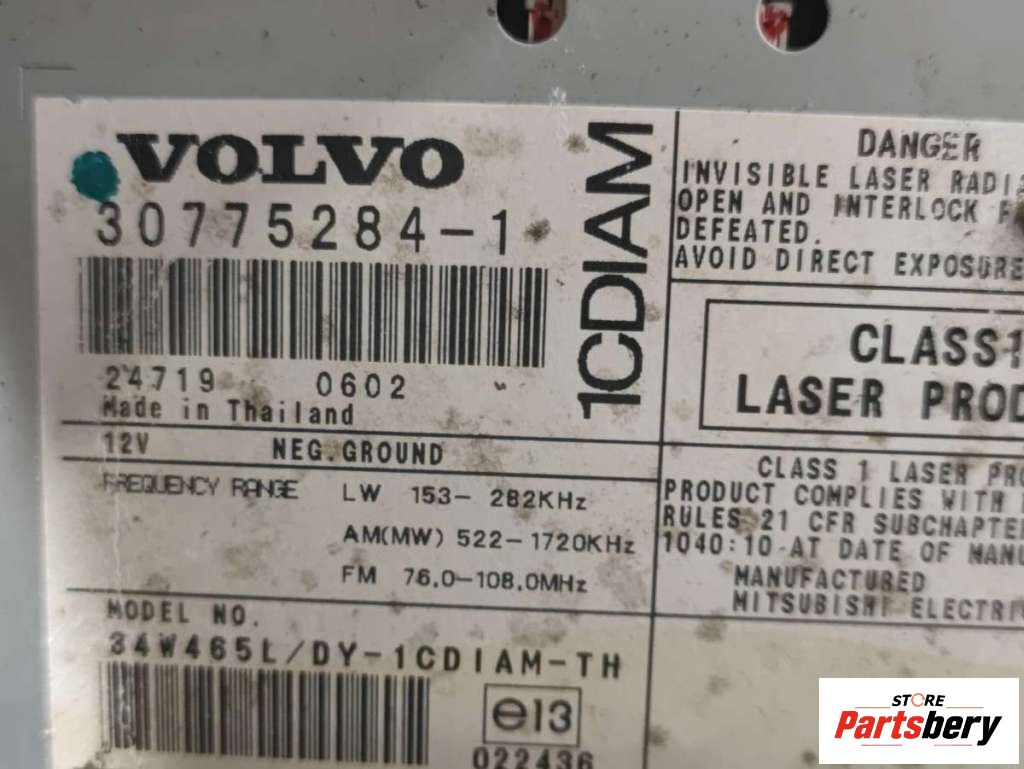 VOLVO
30775284-1
24719 0602
Made in Thailand
1CDIAM
DANGER
INVISIBLE LASER
OPEN AND INTERLOCK
DEFEATED.
AVOID DIRECT EXPOSURE
CLASS1
LASER
12V NEG.GROUND
FREQUENCY RANGE LW 153-282KHz
AM(MW) 522-1720KHz
FM 76.0-108.0MHz
CLASS 1 LASER
PRODUCT COMPLIES WITH
RULES 21 CFR SUBCHAPTER
1040:10 AT DATE OF
MANUFACTURED
MITSUBISHI
MODEL NO.
34W465L/DY-1CDIAM-TH
e13
022436
STORE
Partsbery